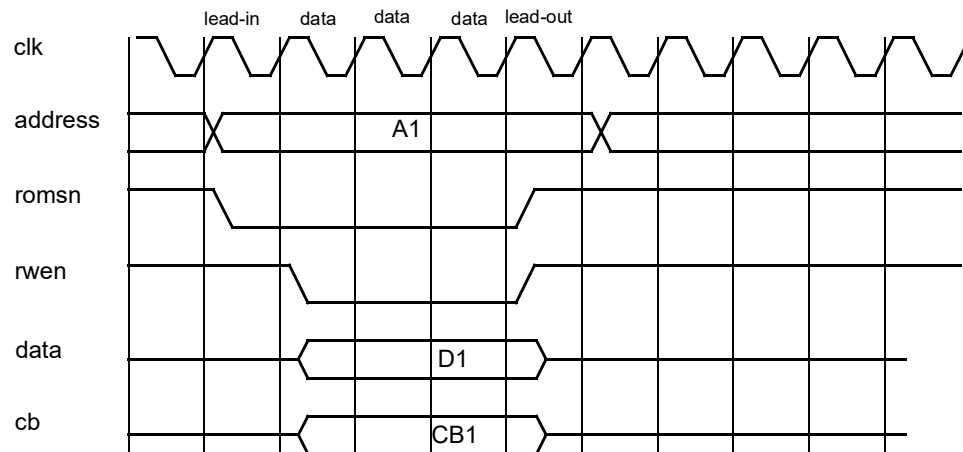 lead-in data data data lead-out
clk
address A1
romsn
rwen
data D1
cb CB1